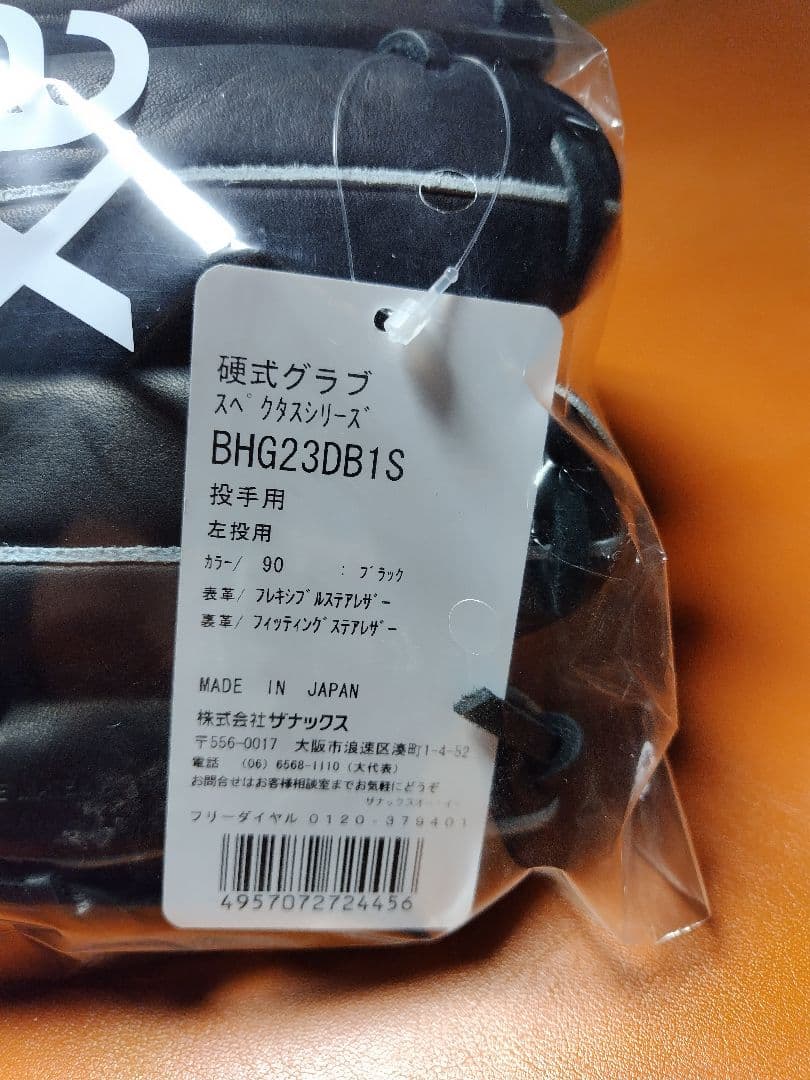 硬式グラブ
スペクタスシリーズ
BHG23DB1S
投手用
左投用
カラー/ 90 : ブラック
表革/ フレキシブルステアレザー
裏革/ フィッティングステアレザー
MADE IN JAPAN
株式会社ザナックス
〒556-0017 大阪市浪速区湊町1-4-52
電話 (06) 6568-1110 (大代表)
お問合せはお客様相談室までお気軽にどうぞ
フリーダイヤル 0120-379401
4957072724456